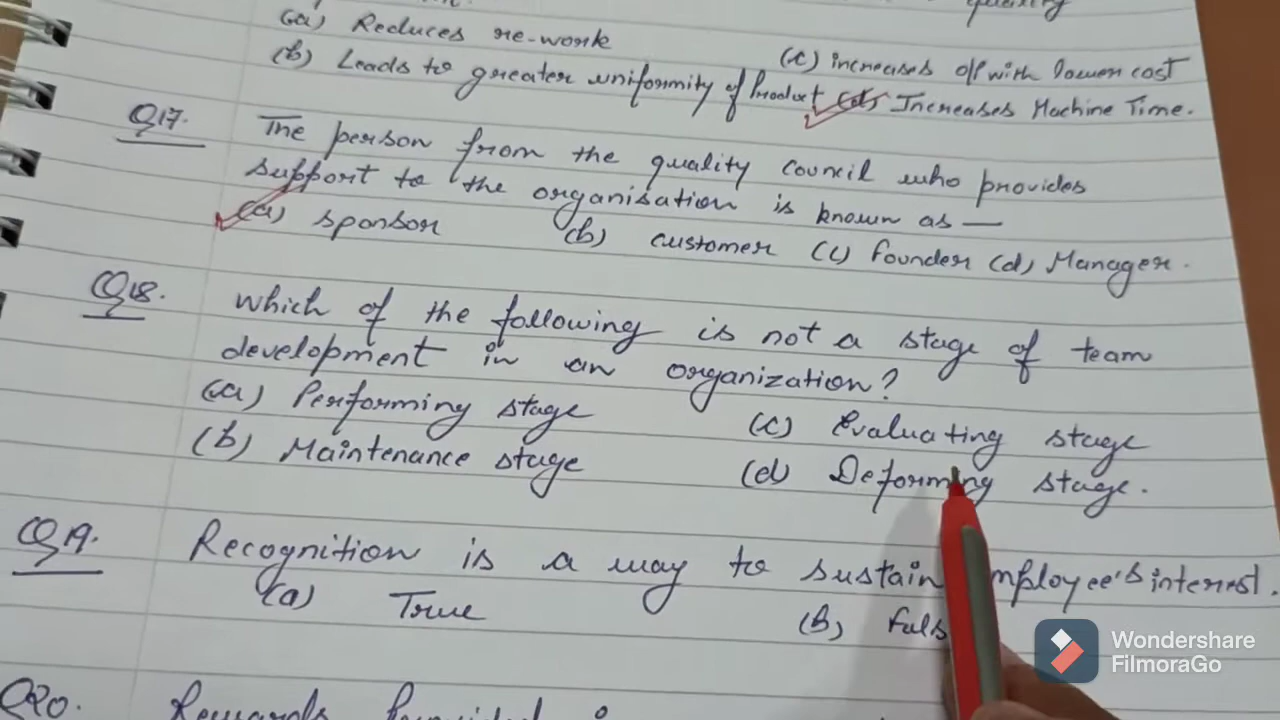 quality
(a) Reduces re-work
(c) increases o/p with lower cost
(b) Leads to greater uniformity of Product (d) Increases Machine Time.
Q17. The person from the quality council who provides
support to the organisation is known as —
(a) sponsor (b) customer (c) founder (d) Manager.
Q18. Which of the following is not a stage of team
development in an organization?
(a) Performing stage (c) Evaluating stage
(b) Maintenance stage (d) Deforming stage.
Q19. Recognition is a way to sustain employee's interest.
(a) True (b) Fals
Q20. Rewards
Wondershare
FilmoraGo